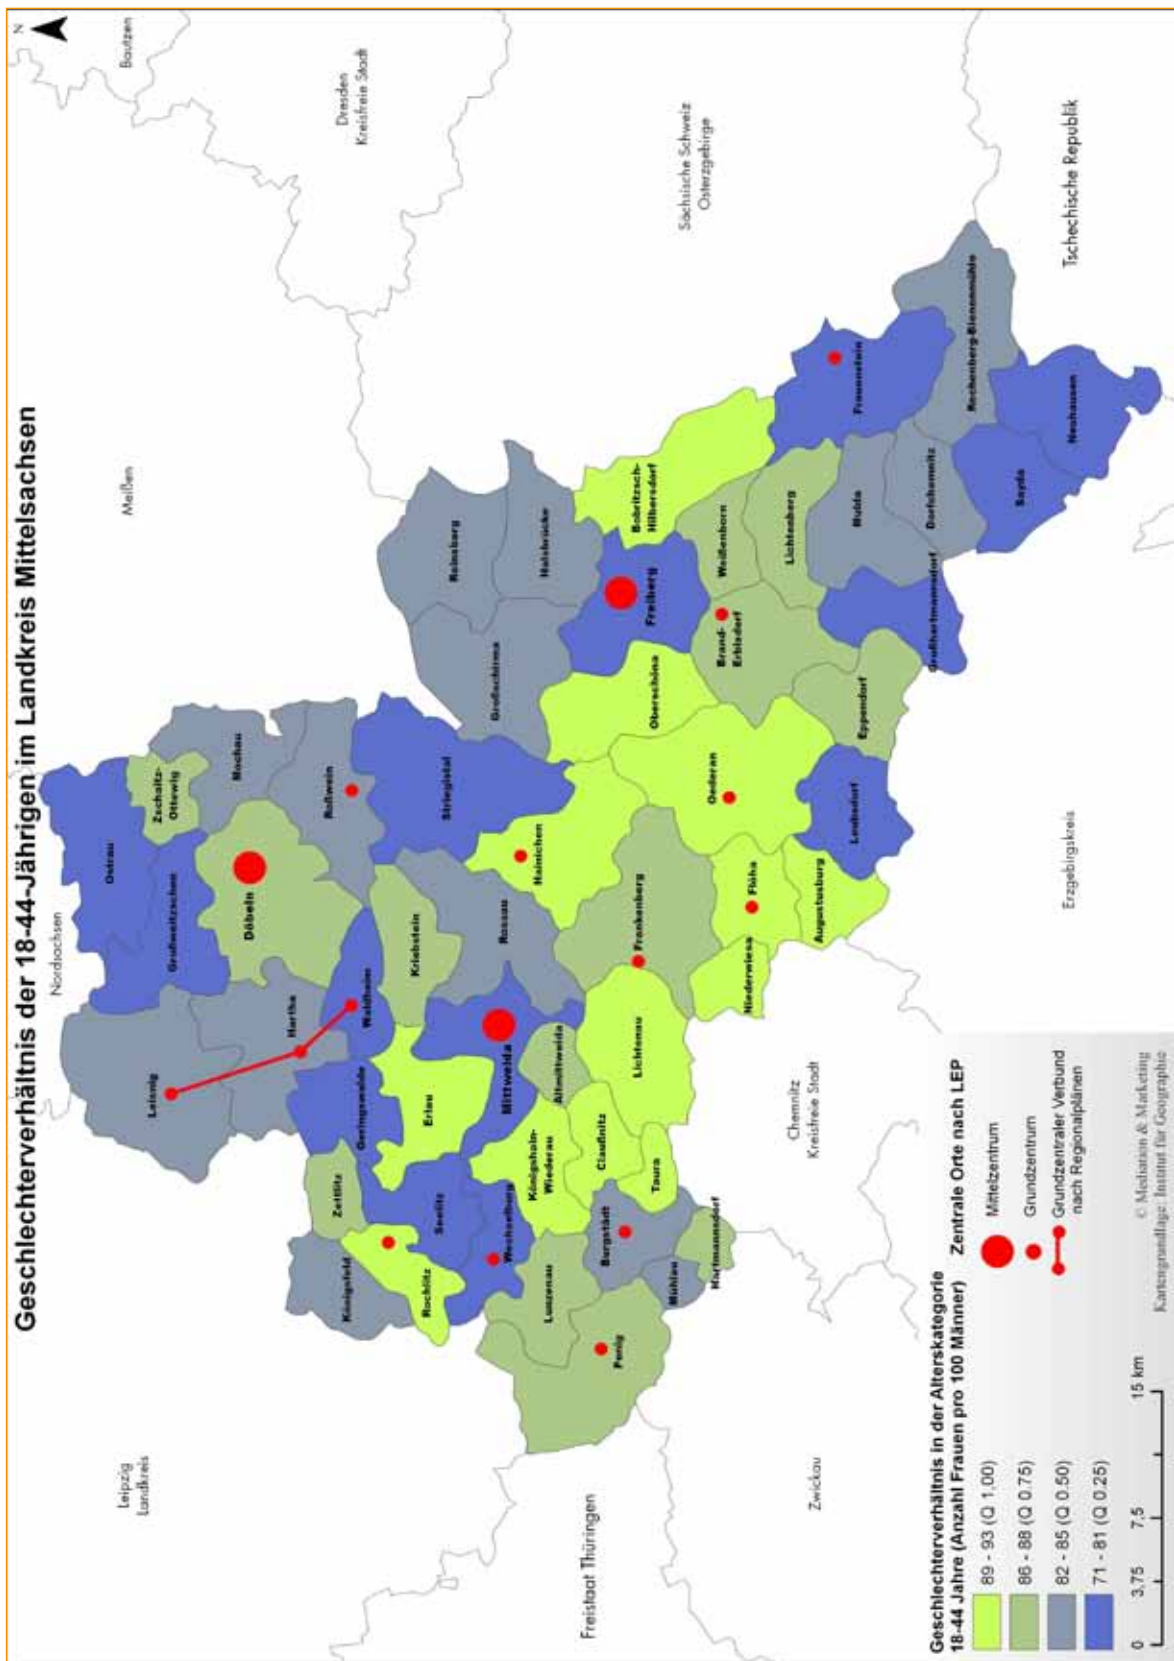 Geschlechterverhältnis der 18-44-Jährigen im Landkreis Mittelsachsen
N
Bautzen
Dresden
Kreisfreie Stadt
Meißen
Nordsachsen
Sächsische Schweiz
Osterzgebirge
Tschechische Republik
Leipzig
Landkreis
Freistaat Thüringen
Zwickau
Chemnitz
Kreisfreie Stadt
Erzgebirgskreis
Ostrau
Zschaitz-
Ottewig
Mochau
Großweitzschen
Döbeln
Roßwein
Leisnig
Hartha
Waldheim
Striegistal
Kriebstein
Rossau
Geringswalde
Erlau
Mittweida
Altmittweida
Zettlitz
Seelitz
Königsfeld
Rochlitz
Wechselburg
Königshain-
Wiederau
Claußnitz
Taura
Lunzenau
Burgstädt
Penig
Mühlau
Hartmannsdorf
Lichtenau
Frankenberg
Hainichen
Niederwiesa
Flöha
Augustusburg
Oederan
Leubsdorf
Eppendorf
Oberschöna
Großschirma
Reinsberg
Halsbrücke
Freiberg
Bobritzsch-
Hilbersdorf
Weißenborn
Brand-
Erbisdorf
Lichtenberg
Großhartmannsdorf
Mulda
Dorfchemnitz
Frauenstein
Rechenberg-Bienenmühle
Sayda
Neuhausen
Geschlechterverhältnis in der Alterskategorie
18-44 Jahre (Anzahl Frauen pro 100 Männer)
89 - 93 (Q 1,00)
86 - 88 (Q 0.75)
82 - 85 (Q 0.50)
71 - 81 (Q 0.25)
Zentrale Orte nach LEP
Mittelzentrum
Grundzentrum
Grundzentraler Verbund
nach Regionalplänen
0 3.75 7.5 15 km
© Mediation & Marketing
Kartengrundlage: Institut für Geographie